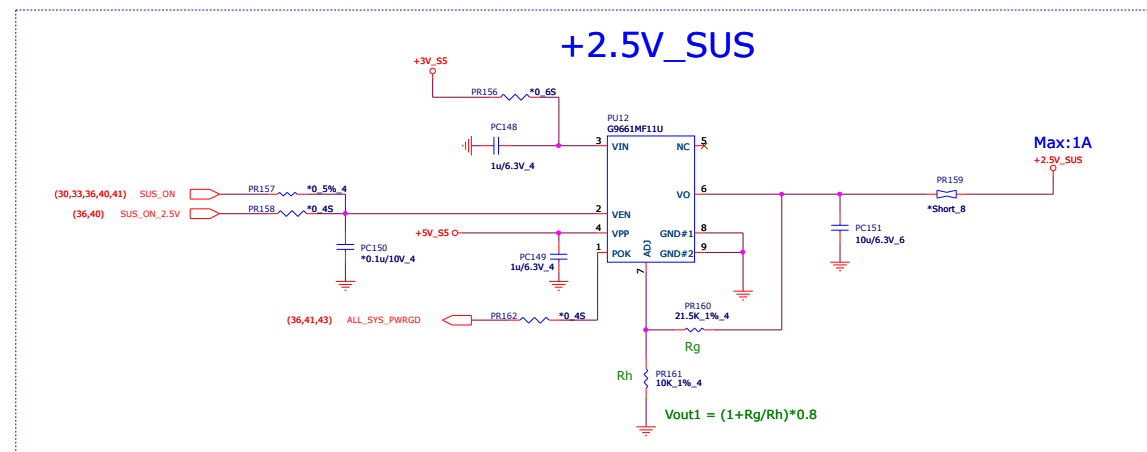 +2.5V_SUS
+3V_S5
PR156 *0_6S
PU12
G9661MF11U
PC148
1u/6.3V_4
3 VIN
NC 5
Max:1A
+2.5V_SUS
(30,33,36,40,41) SUS_ON
PR157 *0_5%_4
VO 6
PR159
*Short_8
(36,40) SUS_ON_2.5V
PR158 *0_4S
2 VEN
PC151
10u/6.3V_6
+5V_S5
4 VPP
GND#1 8
PC150
*0.1u/10V_4
PC149
1u/6.3V_4
1 POK
ADJ
GND#2 9
7
(36,41,43) ALL_SYS_PWRGD
PR162 *0_4S
PR160
21.5K_1%_4
Rg
Rh
PR161
10K_1%_4
Vout1 = (1+Rg/Rh)*0.8